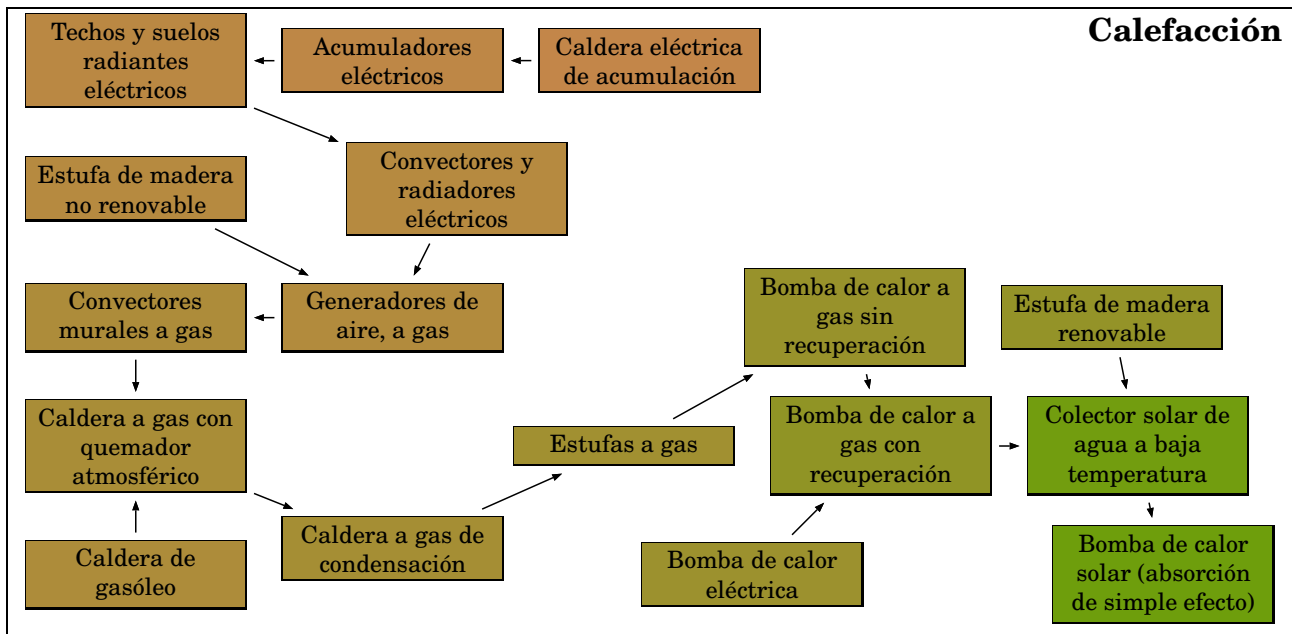 Calefacción
Techos y suelos
radiantes
eléctricos
Acumuladores
eléctricos
Caldera eléctrica
de acumulación
Estufa de madera
no renovable
Convectores y
radiadores
eléctricos
Convectores
murales a gas
Generadores de
aire, a gas
Bomba de calor a
gas sin
recuperación
Estufa de madera
renovable
Caldera a gas con
quemador
atmosférico
Estufas a gas
Bomba de calor a
gas con
recuperación
Colector solar de
agua a baja
temperatura
Caldera de
gasóleo
Caldera a gas de
condensación
Bomba de calor
eléctrica
Bomba de calor
solar (absorción
de simple efecto)